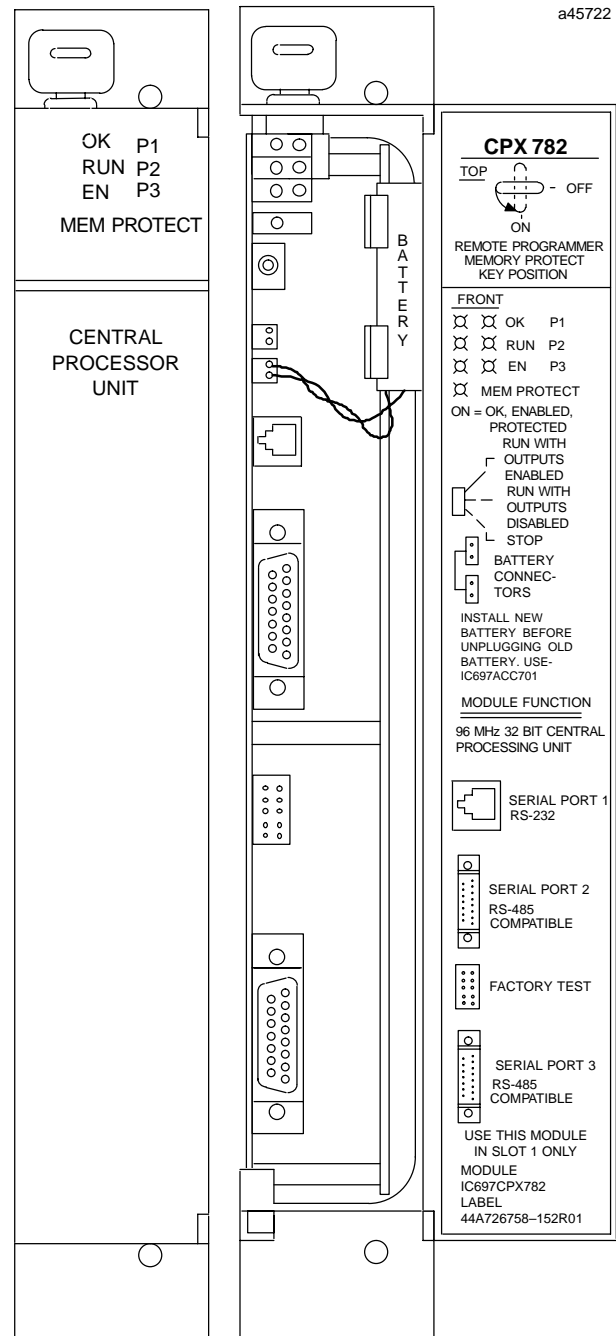 a45722
OK P1
RUN P2
EN P3
MEM PROTECT
CENTRAL
PROCESSOR
UNIT
BATTERY
CPX 782
TOP
OFF
ON
REMOTE PROGRAMMER
MEMORY PROTECT
KEY POSITION
FRONT
OK P1
RUN P2
EN P3
MEM PROTECT
ON = OK, ENABLED,
PROTECTED
RUN WITH
OUTPUTS
ENABLED
RUN WITH
OUTPUTS
DISABLED
STOP
BATTERY
CONNEC-
TORS
INSTALL NEW
BATTERY BEFORE
UNPLUGGING OLD
BATTERY. USE-
IC697ACC701
MODULE FUNCTION
96 MHz 32 BIT CENTRAL
PROCESSING UNIT
SERIAL PORT 1
RS-232
SERIAL PORT 2
RS-485
COMPATIBLE
FACTORY TEST
SERIAL PORT 3
RS-485
COMPATIBLE
USE THIS MODULE
IN SLOT 1 ONLY
MODULE
IC697CPX782
LABEL
44A726758–152R01